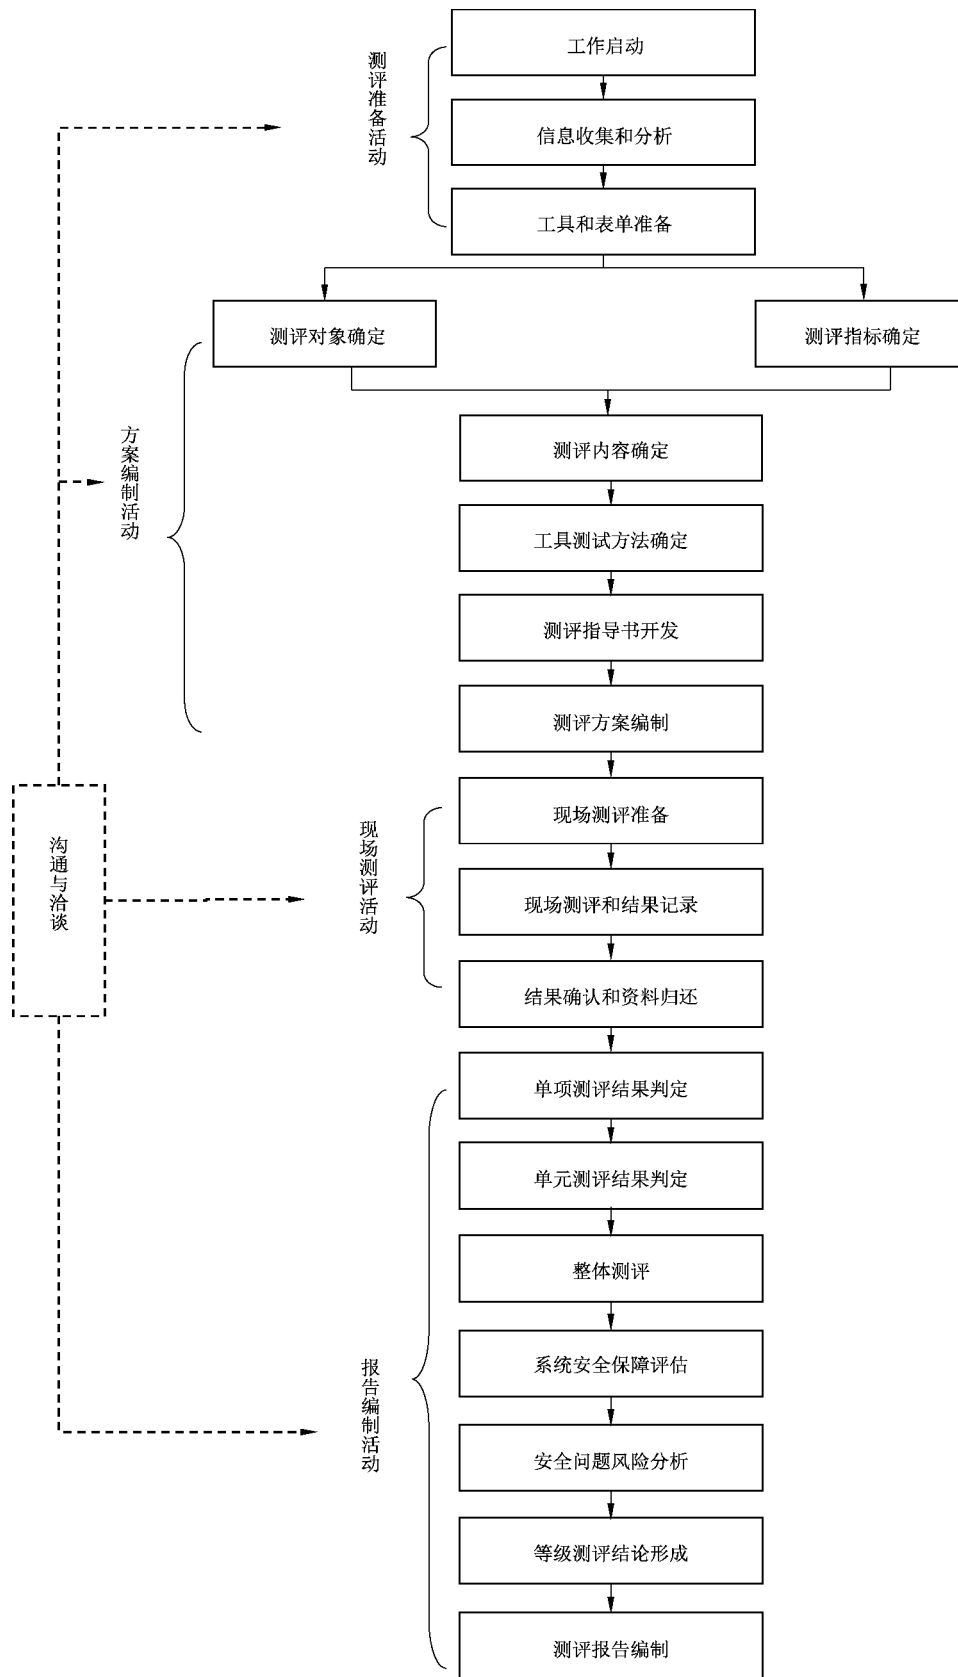 工作启动
测评准备活动
信息收集和分析
工具和表单准备
测评对象确定
测评指标确定
方案编制活动
测评内容确定
工具测试方法确定
测评指导书开发
测评方案编制
沟通与洽谈
现场测评活动
现场测评准备
现场测评和结果记录
结果确认和资料归还
报告编制活动
单项测评结果判定
单元测评结果判定
整体测评
系统安全保障评估
安全问题风险分析
等级测评结论形成
测评报告编制